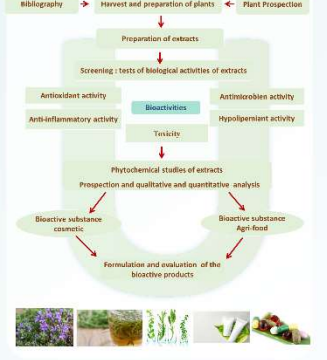 Bibliography
Harvest and preparation of plants
Plant Prospection
Preparation of extracts
Screening : tests of biological activities of extracts
Antioxidant activity
Bioactivities
Antimicrobien activity
Anti-inflammatory activity
Hypolipemiant activity
Toxicity
Phytochemical studies of extracts
Prospection and qualitative and quantitative analysis
Bioactive substance
cosmetic
Bioactive substance
Agri-food
Formulation and evaluation of the
bioactive products